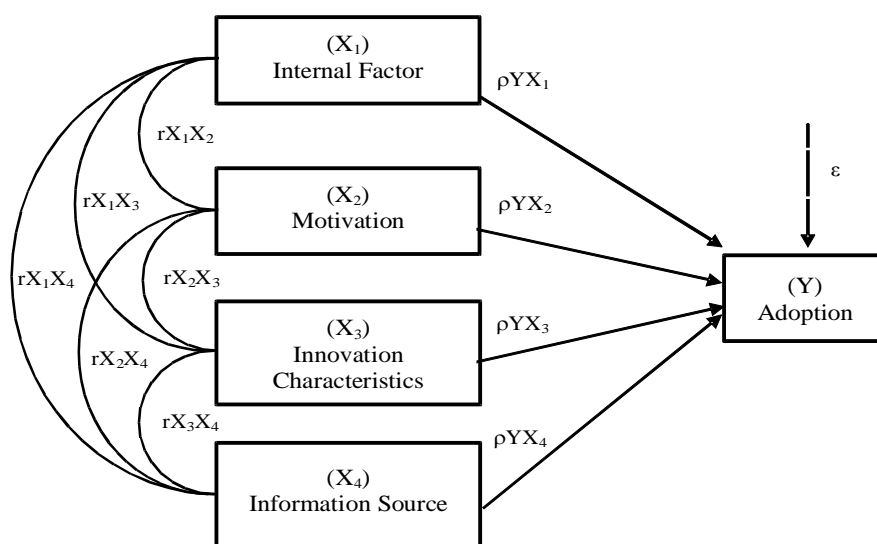 (X₁)
Internal Factor
ρYX₁
rX₁X₂
ε
(X₂)
Motivation
ρYX₂
rX₁X₃
rX₁X₄
rX₂X₃
(Y)
Adoption
(X₃)
Innovation
Characteristics
ρYX₃
rX₂X₄
rX₃X₄
ρYX₄
(X₄)
Information Source